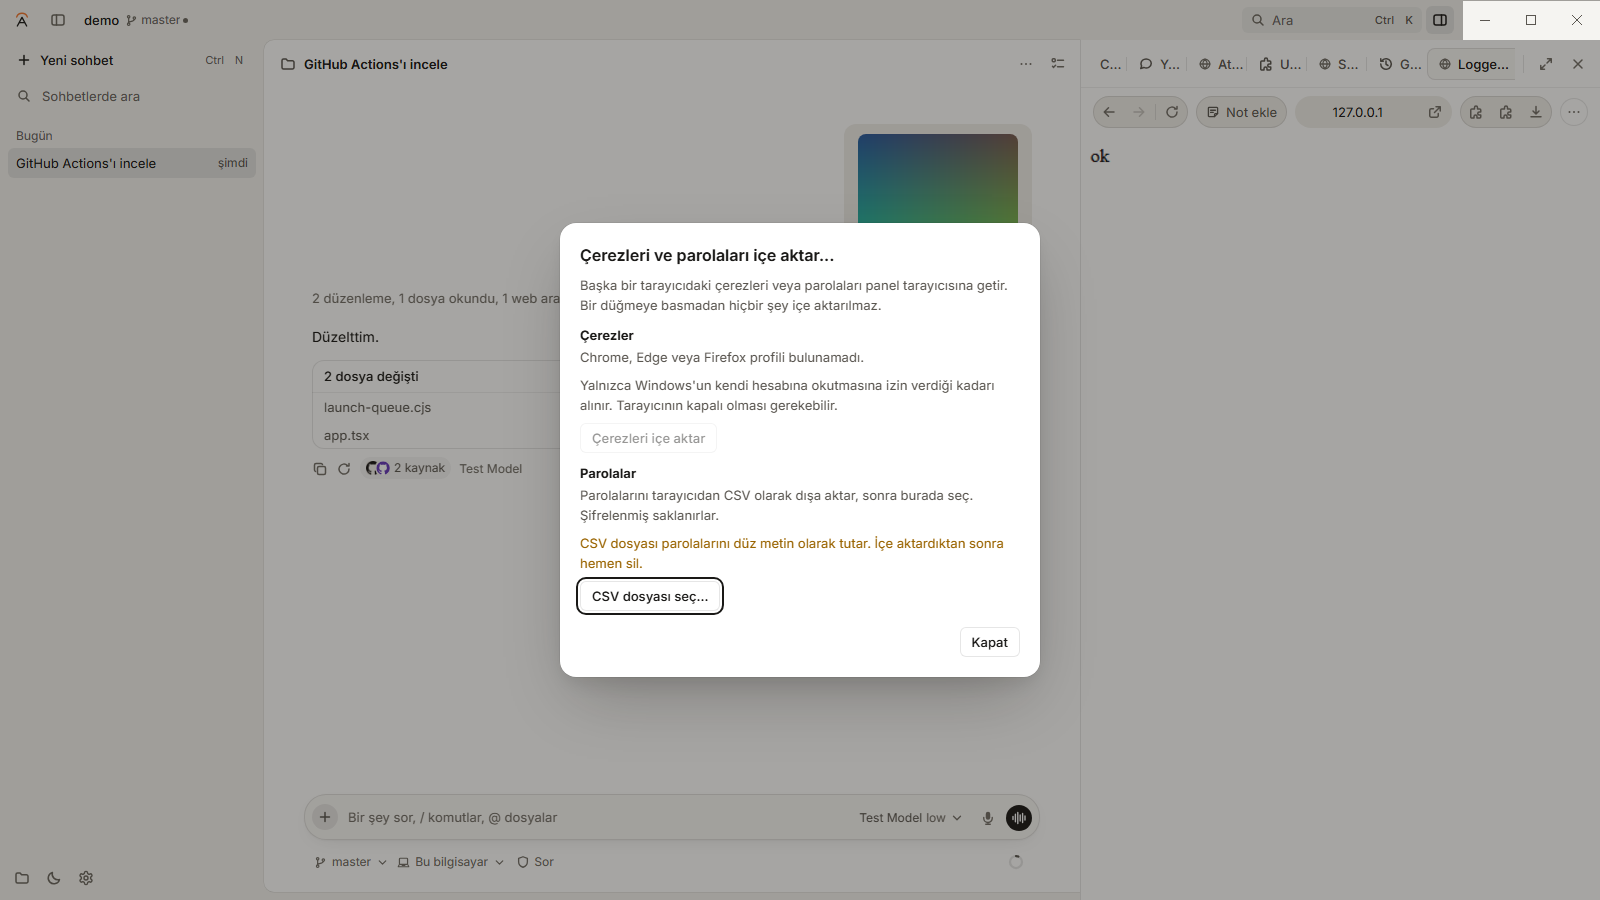 demo
master
Ara
Ctrl K
Yeni sohbet
Ctrl N
Sohbetlerde ara
Bugün
GitHub Actions'ı incele
şimdi
GitHub Actions'ı incele
C...
Y...
At...
U...
S...
G...
Logge...
Not ekle
127.0.0.1
ok
2 düzenleme, 1 dosya okundu, 1 web ara
Düzelttim.
2 dosya değişti
launch-queue.cjs
app.tsx
2 kaynak
Test Model
Çerezleri ve parolaları içe aktar...
Başka bir tarayıcıdaki çerezleri veya parolaları panel tarayıcısına getir.
Bir düğmeye basmadan hiçbir şey içe aktarılmaz.
Çerezler
Chrome, Edge veya Firefox profili bulunamadı.
Yalnızca Windows'un kendi hesabına okutmasına izin verdiği kadarı
alınır. Tarayıcının kapalı olması gerekebilir.
Çerezleri içe aktar
Parolalar
Parolalarını tarayıcıdan CSV olarak dışa aktar, sonra burada seç.
Şifrelenmiş saklanırlar.
CSV dosyası parolalarını düz metin olarak tutar. İçe aktardıktan sonra
hemen sil.
CSV dosyası seç...
Kapat
Bir şey sor, / komutlar, @ dosyalar
Test Model low
master
Bu bilgisayar
Sor